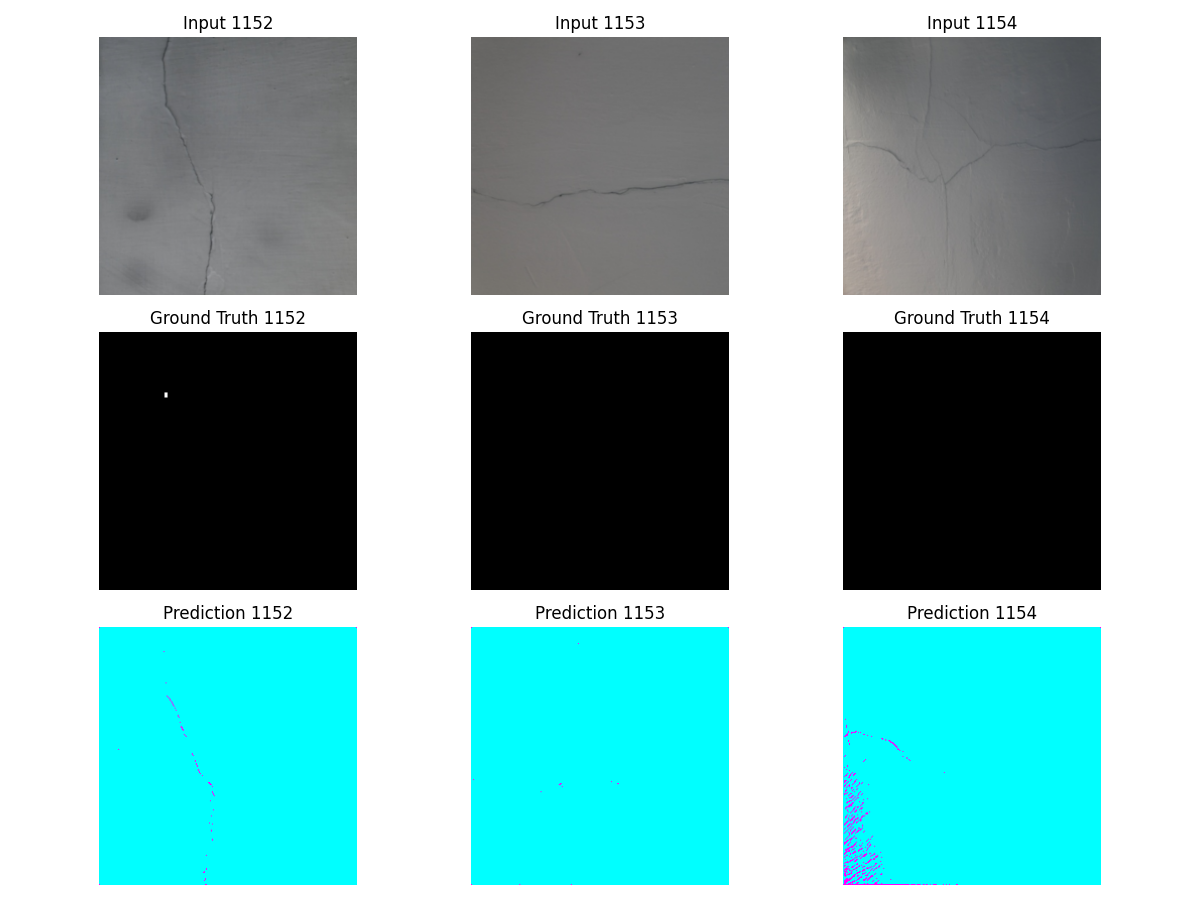 Input 1152
Input 1153
Input 1154
Ground Truth 1152
Ground Truth 1153
Ground Truth 1154
Prediction 1152
Prediction 1153
Prediction 1154